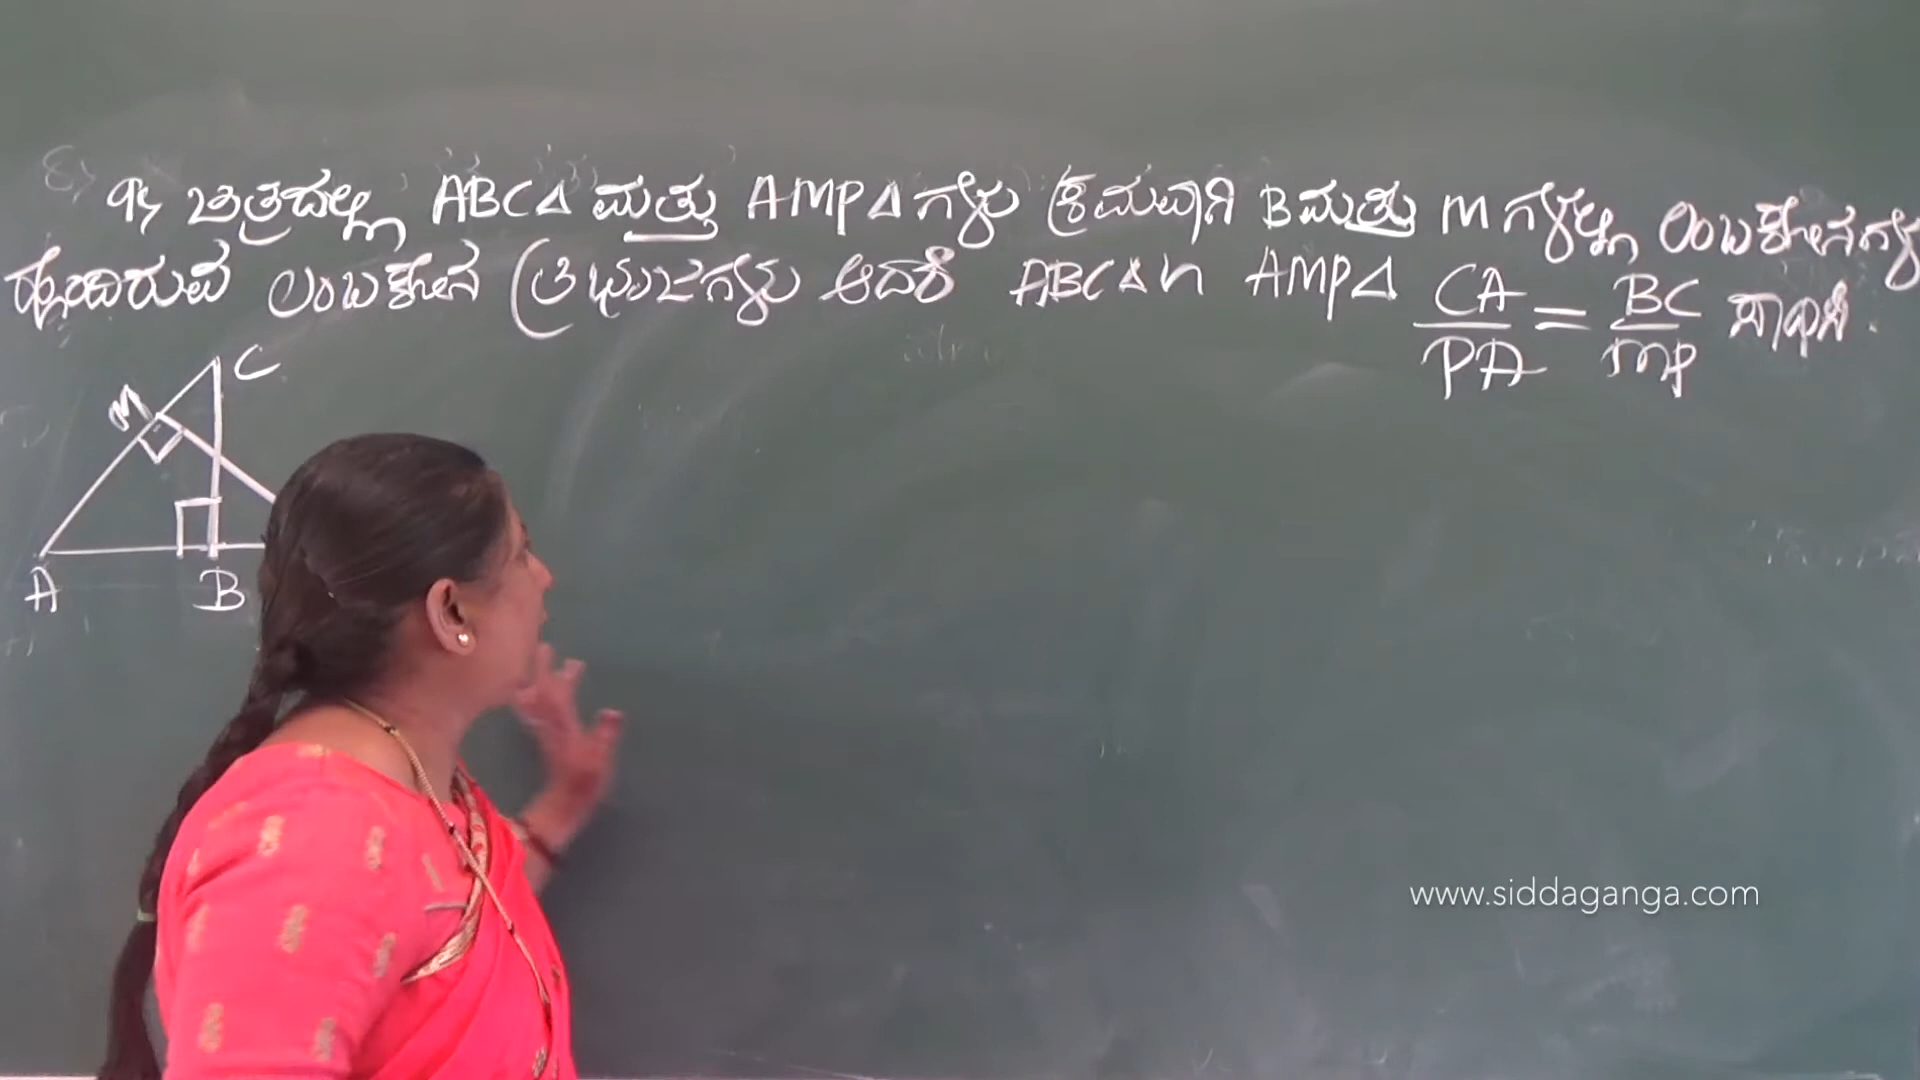 9) ಚಿತ್ರದಲ್ಲಿ ABC∆ ಮತ್ತು AMP∆ ಗಳು ಕ್ರಮವಾಗಿ B ಮತ್ತು M ಗಳಲ್ಲಿ ಲಂಬಕೋನಗಳ
ಹೊಂದಿರುವ ಲಂಬಕೋನ ತ್ರಿಭುಜಗಳು ಆದರೆ ABC∆ ∽ AMP∆ CA/PA = BC/MP ಸಾಧಿಸಿ.
C
M
A B
www.siddaganga.com